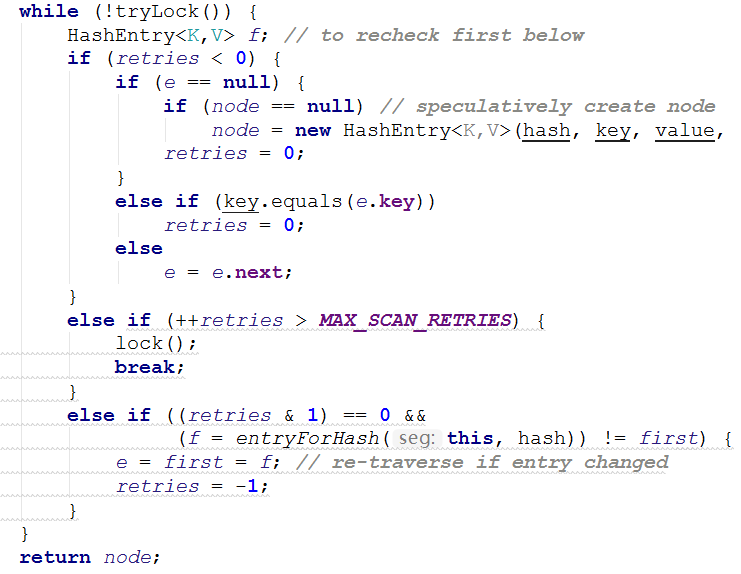 while (!tryLock()) {
    HashEntry<K,V> f; // to recheck first below
    if (retries < 0) {
        if (e == null) {
            if (node == null) // speculatively create node
                node = new HashEntry<K,V>(hash, key, value,
            retries = 0;
        }
        else if (key.equals(e.key))
            retries = 0;
        else
            e = e.next;
    }
    else if (++retries > MAX_SCAN_RETRIES) {
        lock();
        break;
    }
    else if ((retries & 1) == 0 &&
             (f = entryForHash( seg: this, hash)) != first) {
        e = first = f; // re-traverse if entry changed
        retries = -1;
    }
}
return node;